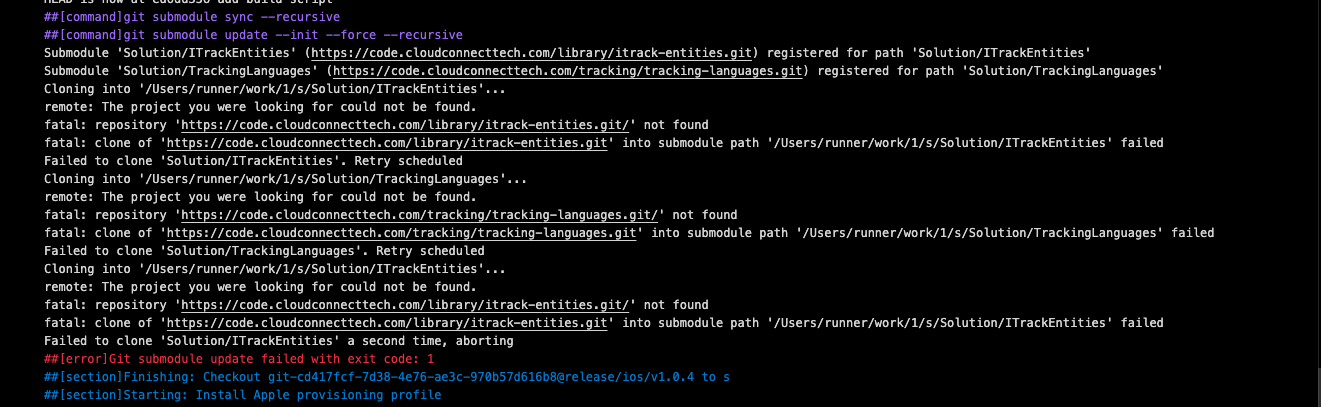 ##[command]git submodule sync --recursive
##[command]git submodule update --init --force --recursive
Submodule 'Solution/ITrackEntities' (https://code.cloudconnecttech.com/library/itrack-entities.git) registered for path 'Solution/ITrackEntities'
Submodule 'Solution/TrackingLanguages' (https://code.cloudconnecttech.com/tracking/tracking-languages.git) registered for path 'Solution/TrackingLanguages'
Cloning into '/Users/runner/work/1/s/Solution/ITrackEntities'...
remote: The project you were looking for could not be found.
fatal: repository 'https://code.cloudconnecttech.com/library/itrack-entities.git/' not found
fatal: clone of 'https://code.cloudconnecttech.com/library/itrack-entities.git' into submodule path '/Users/runner/work/1/s/Solution/ITrackEntities' failed
Failed to clone 'Solution/ITrackEntities'. Retry scheduled
Cloning into '/Users/runner/work/1/s/Solution/TrackingLanguages'...
remote: The project you were looking for could not be found.
fatal: repository 'https://code.cloudconnecttech.com/tracking/tracking-languages.git/' not found
fatal: clone of 'https://code.cloudconnecttech.com/tracking/tracking-languages.git' into submodule path '/Users/runner/work/1/s/Solution/TrackingLanguages' failed
Failed to clone 'Solution/TrackingLanguages'. Retry scheduled
Cloning into '/Users/runner/work/1/s/Solution/ITrackEntities'...
remote: The project you were looking for could not be found.
fatal: repository 'https://code.cloudconnecttech.com/library/itrack-entities.git/' not found
fatal: clone of 'https://code.cloudconnecttech.com/library/itrack-entities.git' into submodule path '/Users/runner/work/1/s/Solution/ITrackEntities' failed
Failed to clone 'Solution/ITrackEntities' a second time, aborting
##[error]Git submodule update failed with exit code: 1
##[section]Finishing: Checkout git-cd417fcf-7d38-4e76-ae3c-970b57d616b8@release/ios/v1.0.4 to s
##[section]Starting: Install Apple provisioning profile